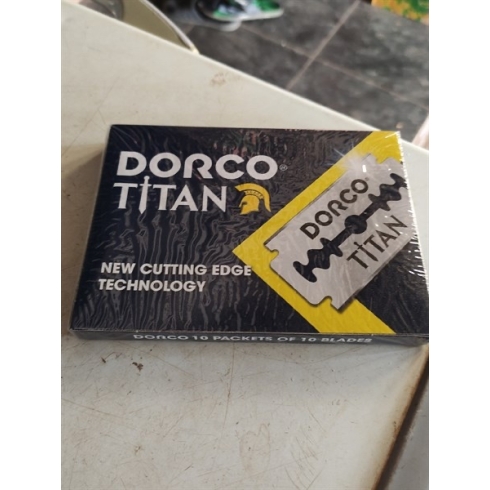 DORCO®
TITAN
NEW CUTTING EDGE
TECHNOLOGY
DORCO
TITAN
DORCO 10 PACKETS OF 10 BLADES